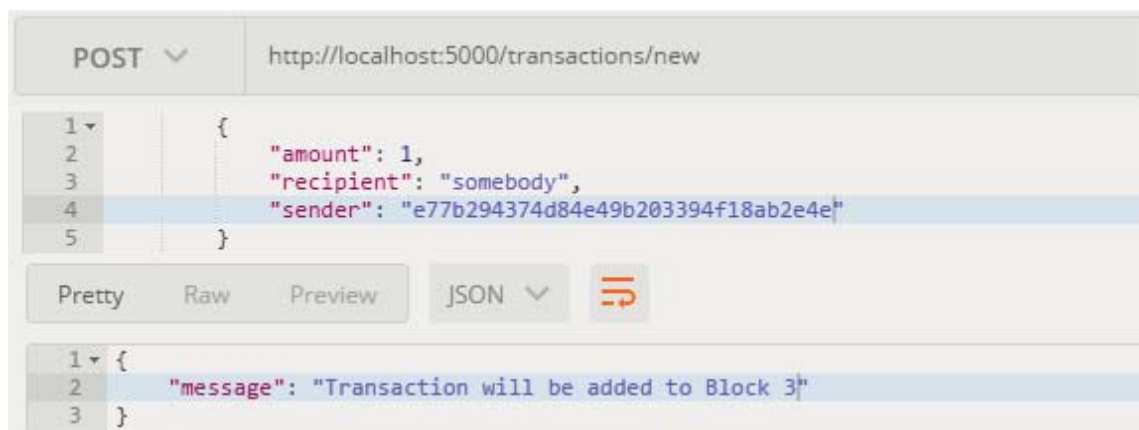 POST http://localhost:5000/transactions/new
1 {
2 "amount": 1,
3 "recipient": "somebody",
4 "sender": "e77b294374d84e49b203394f18ab2e4e"
5 }
Pretty Raw Preview JSON
1 {
2 "message": "Transaction will be added to Block 3"
3 }